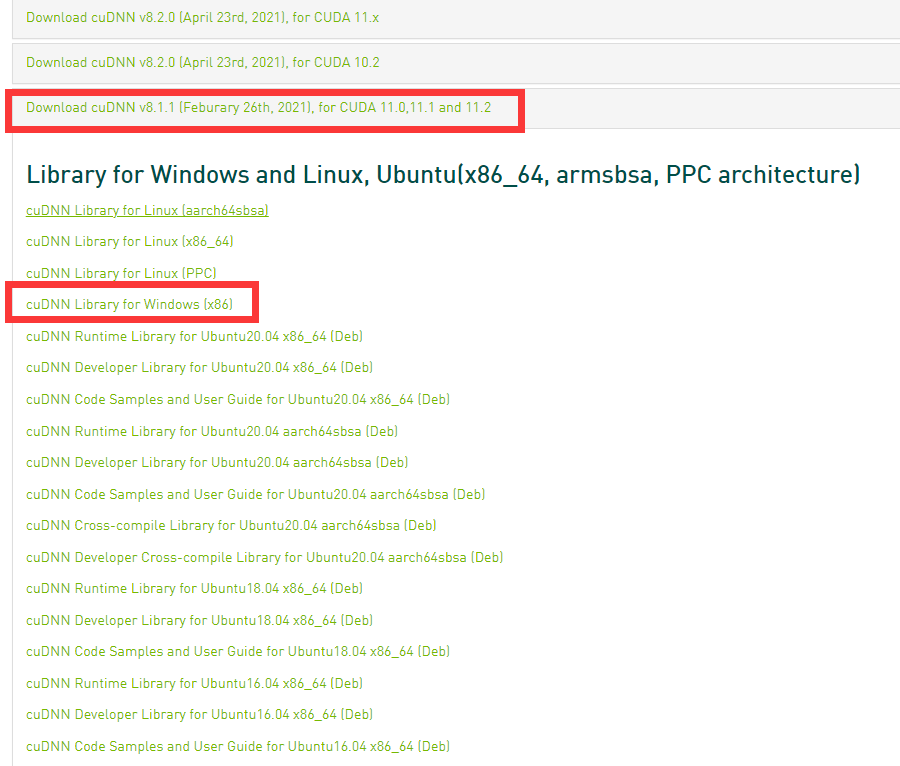 Download cuDNN v8.2.0 (April 23rd, 2021), for CUDA 11.x
Download cuDNN v8.2.0 (April 23rd, 2021), for CUDA 10.2
Download cuDNN v8.1.1 (Feburary 26th, 2021), for CUDA 11.0,11.1 and 11.2
Library for Windows and Linux, Ubuntu(x86_64, armsbsa, PPC architecture)
cuDNN Library for Linux (aarch64sbsa)
cuDNN Library for Linux (x86_64)
cuDNN Library for Linux (PPC)
cuDNN Library for Windows (x86)
cuDNN Runtime Library for Ubuntu20.04 x86_64 (Deb)
cuDNN Developer Library for Ubuntu20.04 x86_64 (Deb)
cuDNN Code Samples and User Guide for Ubuntu20.04 x86_64 (Deb)
cuDNN Runtime Library for Ubuntu20.04 aarch64sbsa (Deb)
cuDNN Developer Library for Ubuntu20.04 aarch64sbsa (Deb)
cuDNN Code Samples and User Guide for Ubuntu20.04 aarch64sbsa (Deb)
cuDNN Cross-compile Library for Ubuntu20.04 aarch64sbsa (Deb)
cuDNN Developer Cross-compile Library for Ubuntu20.04 aarch64sbsa (Deb)
cuDNN Runtime Library for Ubuntu18.04 x86_64 (Deb)
cuDNN Developer Library for Ubuntu18.04 x86_64 (Deb)
cuDNN Code Samples and User Guide for Ubuntu18.04 x86_64 (Deb)
cuDNN Runtime Library for Ubuntu16.04 x86_64 (Deb)
cuDNN Developer Library for Ubuntu16.04 x86_64 (Deb)
cuDNN Code Samples and User Guide for Ubuntu16.04 x86_64 (Deb)